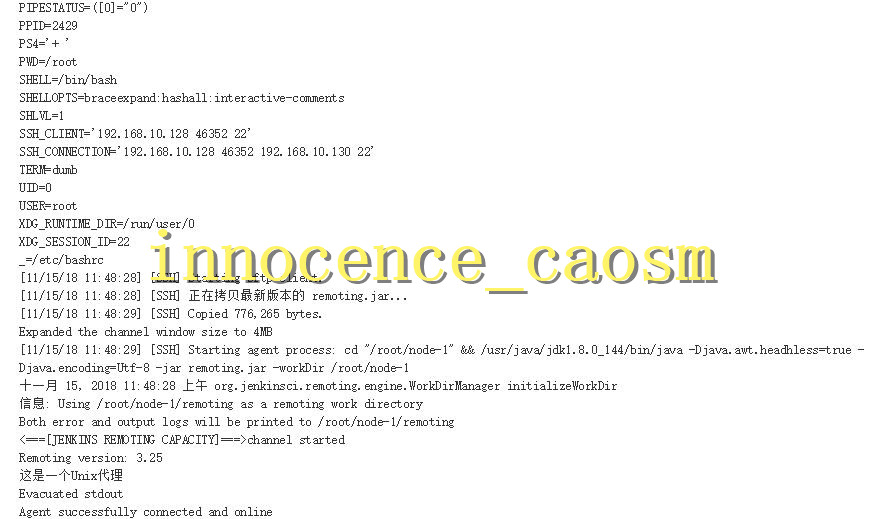 PIPESTATUS=([0]="0")
PPID=2429
PS4='+ '
PWD=/root
SHELL=/bin/bash
SHELLOPTS=braceexpand:hashall:interactive-comments
SHLVL=1
SSH_CLIENT='192.168.10.128 46352 22'
SSH_CONNECTION='192.168.10.128 46352 192.168.10.130 22'
TERM=dumb
UID=0
USER=root
XDG_RUNTIME_DIR=/run/user/0
XDG_SESSION_ID=22
innocence_caosm
_=/etc/bashrc
[11/15/18 11:48:28] [SSH] Starting sftp client.
[11/15/18 11:48:28] [SSH] 正在拷贝最新版本的 remoting.jar...
[11/15/18 11:48:29] [SSH] Copied 776,265 bytes.
Expanded the channel window size to 4MB
[11/15/18 11:48:29] [SSH] Starting agent process: cd "/root/node-1" && /usr/java/jdk1.8.0_144/bin/java -Djava.awt.headhless=true -
Djava.encoding=Utf-8 -jar remoting.jar -workDir /root/node-1
十一月 15, 2018 11:48:28 上午 org.jenkinsci.remoting.engine.WorkDirManager initializeWorkDir
信息: Using /root/node-1/remoting as a remoting work directory
Both error and output logs will be printed to /root/node-1/remoting
<===[JENKINS REMOTING CAPACITY]===>channel started
Remoting version: 3.25
这是一个Unix代理
Evacuated stdout
Agent successfully connected and online